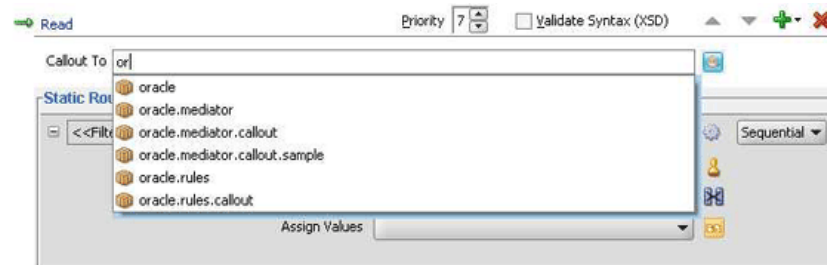 Read Priority 7 Validate Syntax (XSD)
Callout To or
oracle
Static Rou
oracle.mediator
oracle.mediator.callout
<<Filte Sequential
oracle.mediator.callout.sample
oracle.rules
oracle.rules.callout
Assign Values